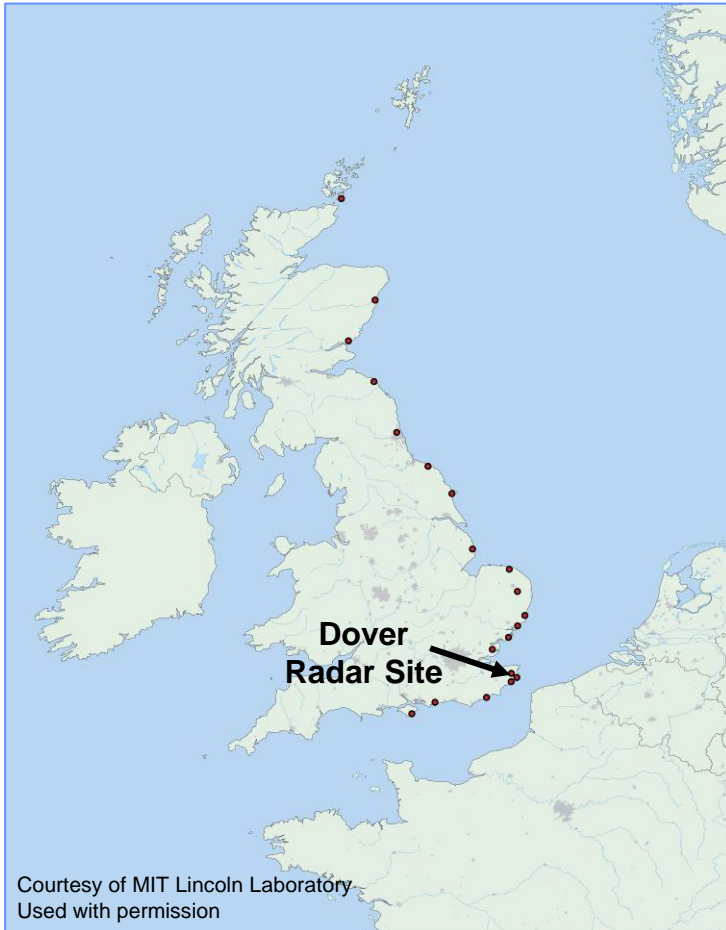 Dover
Radar Site
Courtesy of MIT Lincoln Laboratory
Used with permission